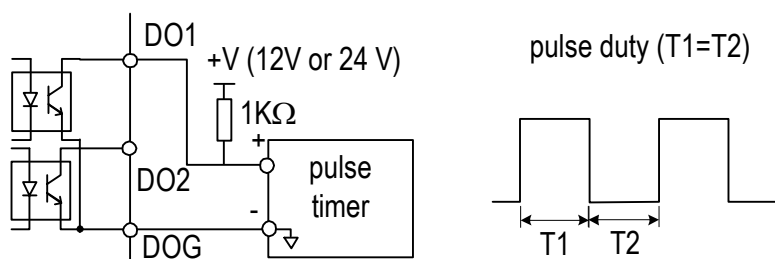 DO1
+V (12V or 24 V)
1KΩ
+
pulse
timer
DO2
-
DOG
pulse duty (T1=T2)
T1
T2